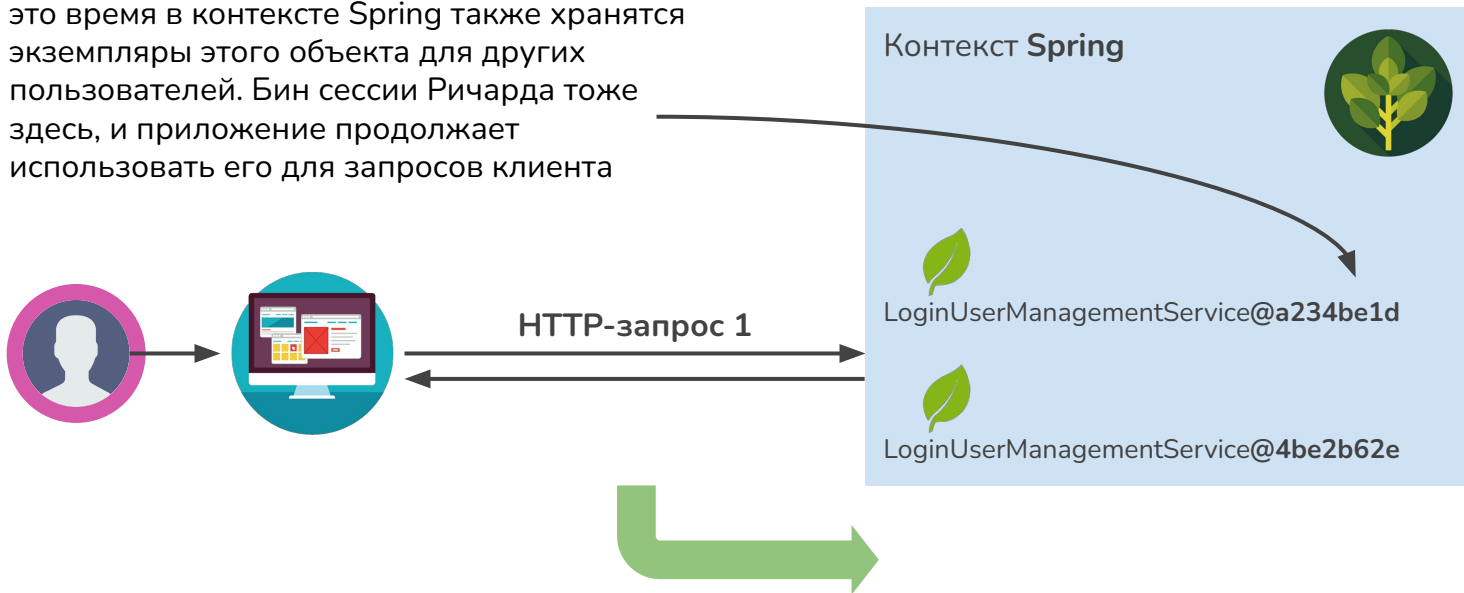 это время в контексте Spring также хранятся
экземпляры этого объекта для других
пользователей. Бин сессии Ричарда тоже
здесь, и приложение продолжает
использовать его для запросов клиента
Контекст Spring
HTTP-запрос 1
LoginUserManagementService@a234be1d
LoginUserManagementService@4be2b62e